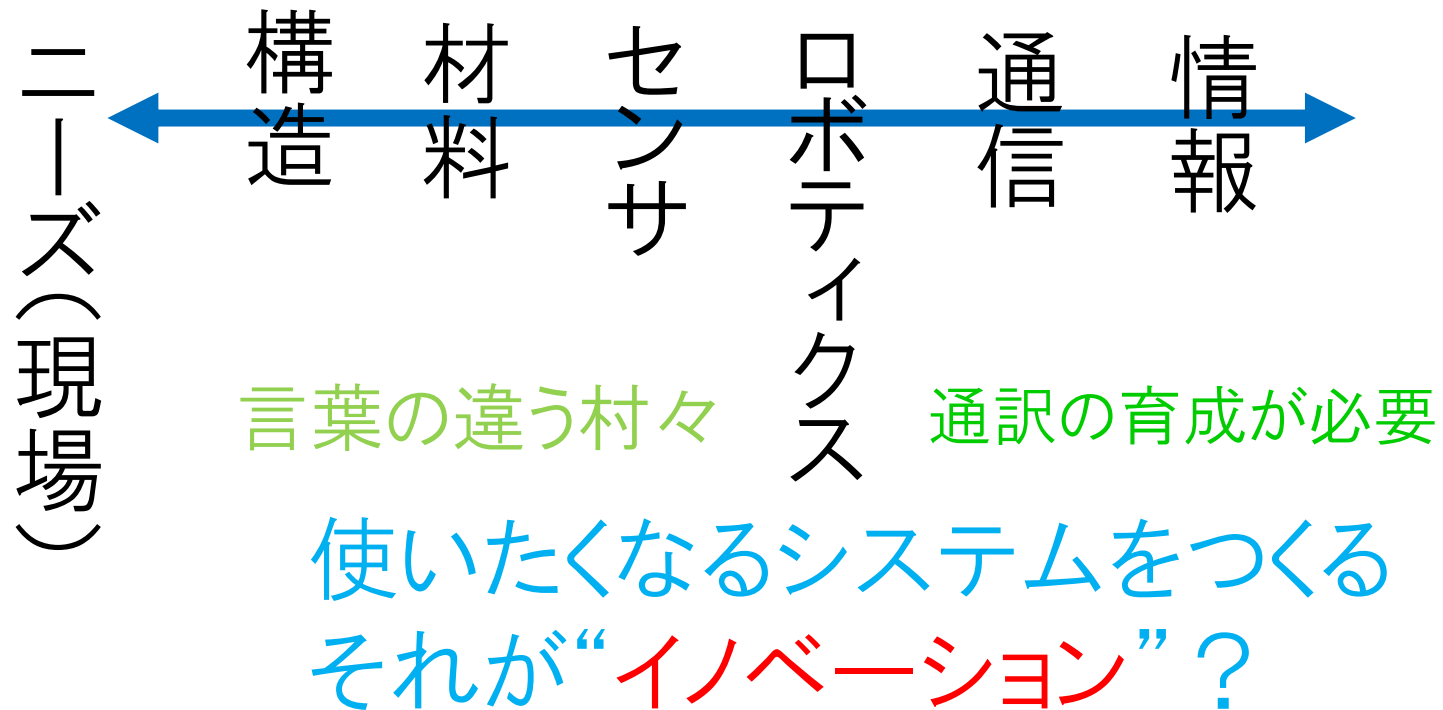 ニーズ（現場）
構造
材料
センサ
ロボティクス
通信
情報
言葉の違う村々
通訳の育成が必要
使いたくなるシステムをつくる
それが“イノベーション”？